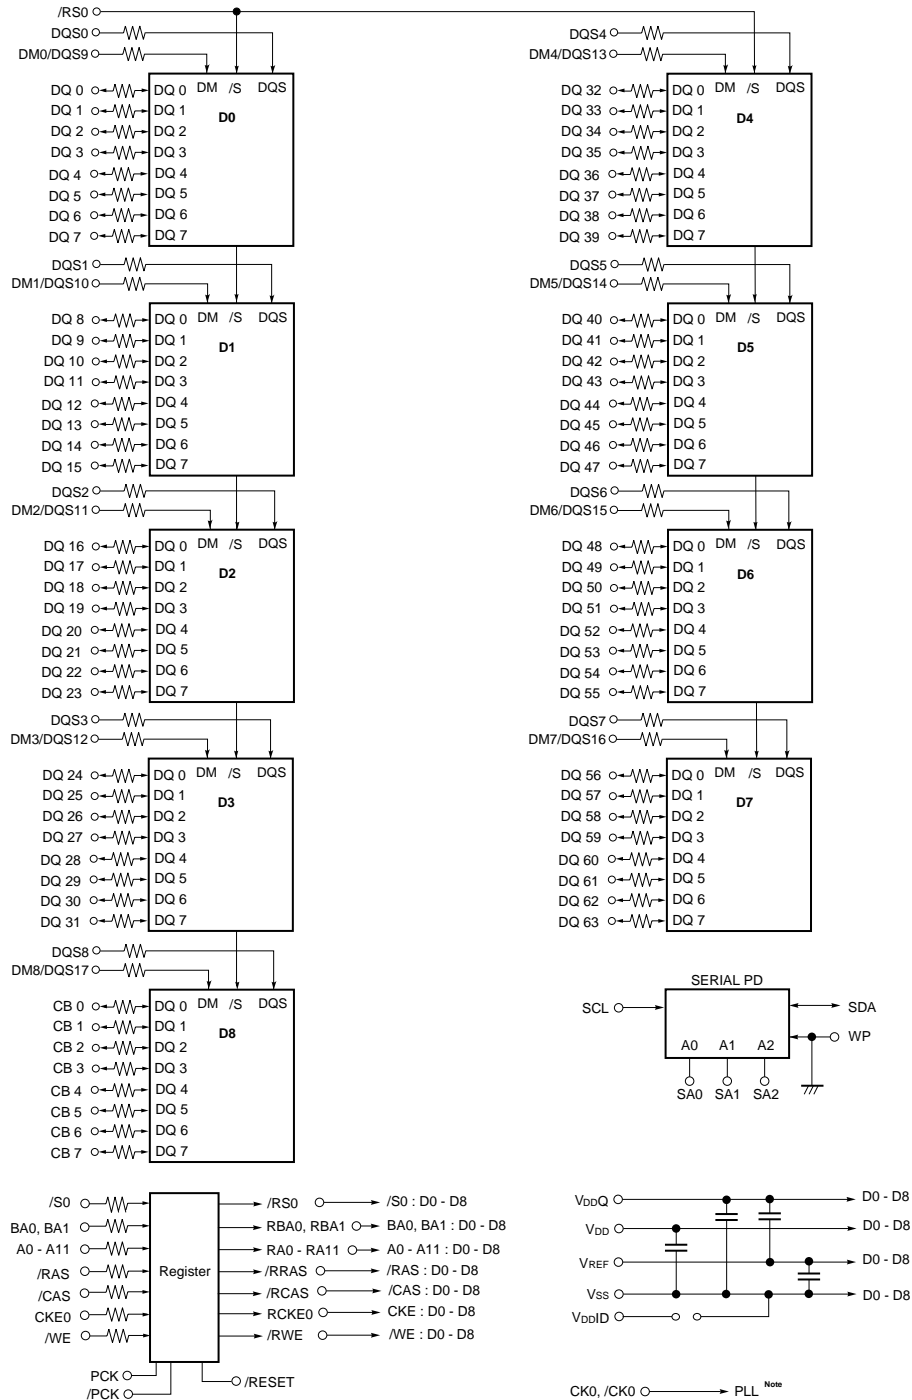 /RS0
DQS0
DM0/DQS9
DM /S DQS
D0
DQ 0 DQ 0
DQ 1 DQ 1
DQ 2 DQ 2
DQ 3 DQ 3
DQ 4 DQ 4
DQ 5 DQ 5
DQ 6 DQ 6
DQ 7 DQ 7
DQS1
DM1/DQS10
DM /S DQS
D1
DQ 8 DQ 0
DQ 9 DQ 1
DQ 10 DQ 2
DQ 11 DQ 3
DQ 12 DQ 4
DQ 13 DQ 5
DQ 14 DQ 6
DQ 15 DQ 7
DQS2
DM2/DQS11
DM /S DQS
D2
DQ 16 DQ 0
DQ 17 DQ 1
DQ 18 DQ 2
DQ 19 DQ 3
DQ 20 DQ 4
DQ 21 DQ 5
DQ 22 DQ 6
DQ 23 DQ 7
DQS3
DM3/DQS12
DM /S DQS
D3
DQ 24 DQ 0
DQ 25 DQ 1
DQ 26 DQ 2
DQ 27 DQ 3
DQ 28 DQ 4
DQ 29 DQ 5
DQ 30 DQ 6
DQ 31 DQ 7
DQS8
DM8/DQS17
DM /S DQS
D8
CB 0 DQ 0
CB 1 DQ 1
CB 2 DQ 2
CB 3 DQ 3
CB 4 DQ 4
CB 5 DQ 5
CB 6 DQ 6
CB 7 DQ 7
DQS4
DM4/DQS13
DM /S DQS
D4
DQ 32 DQ 0
DQ 33 DQ 1
DQ 34 DQ 2
DQ 35 DQ 3
DQ 36 DQ 4
DQ 37 DQ 5
DQ 38 DQ 6
DQ 39 DQ 7
DQS5
DM5/DQS14
DM /S DQS
D5
DQ 40 DQ 0
DQ 41 DQ 1
DQ 42 DQ 2
DQ 43 DQ 3
DQ 44 DQ 4
DQ 45 DQ 5
DQ 46 DQ 6
DQ 47 DQ 7
DQS6
DM6/DQS15
DM /S DQS
D6
DQ 48 DQ 0
DQ 49 DQ 1
DQ 50 DQ 2
DQ 51 DQ 3
DQ 52 DQ 4
DQ 53 DQ 5
DQ 54 DQ 6
DQ 55 DQ 7
DQS7
DM7/DQS16
DM /S DQS
D7
DQ 56 DQ 0
DQ 57 DQ 1
DQ 58 DQ 2
DQ 59 DQ 3
DQ 60 DQ 4
DQ 61 DQ 5
DQ 62 DQ 6
DQ 63 DQ 7
SERIAL PD
SCL SDA
WP
A0 A1 A2
SA0 SA1 SA2
/S0 /RS0 /S0 : D0 - D8
BA0, BA1 RBA0, RBA1 BA0, BA1 : D0 - D8
A0 - A11 RA0 - RA11 A0 - A11 : D0 - D8
/RAS Register /RRAS /RAS : D0 - D8
/CAS /RCAS /CAS : D0 - D8
CKE0 RCKE0 CKE : D0 - D8
/WE /RWE /WE : D0 - D8
PCK
/PCK
/RESET
VDDQ D0 - D8
VDD D0 - D8
VREF D0 - D8
VSS D0 - D8
VDDID
CK0, /CK0 PLL Note